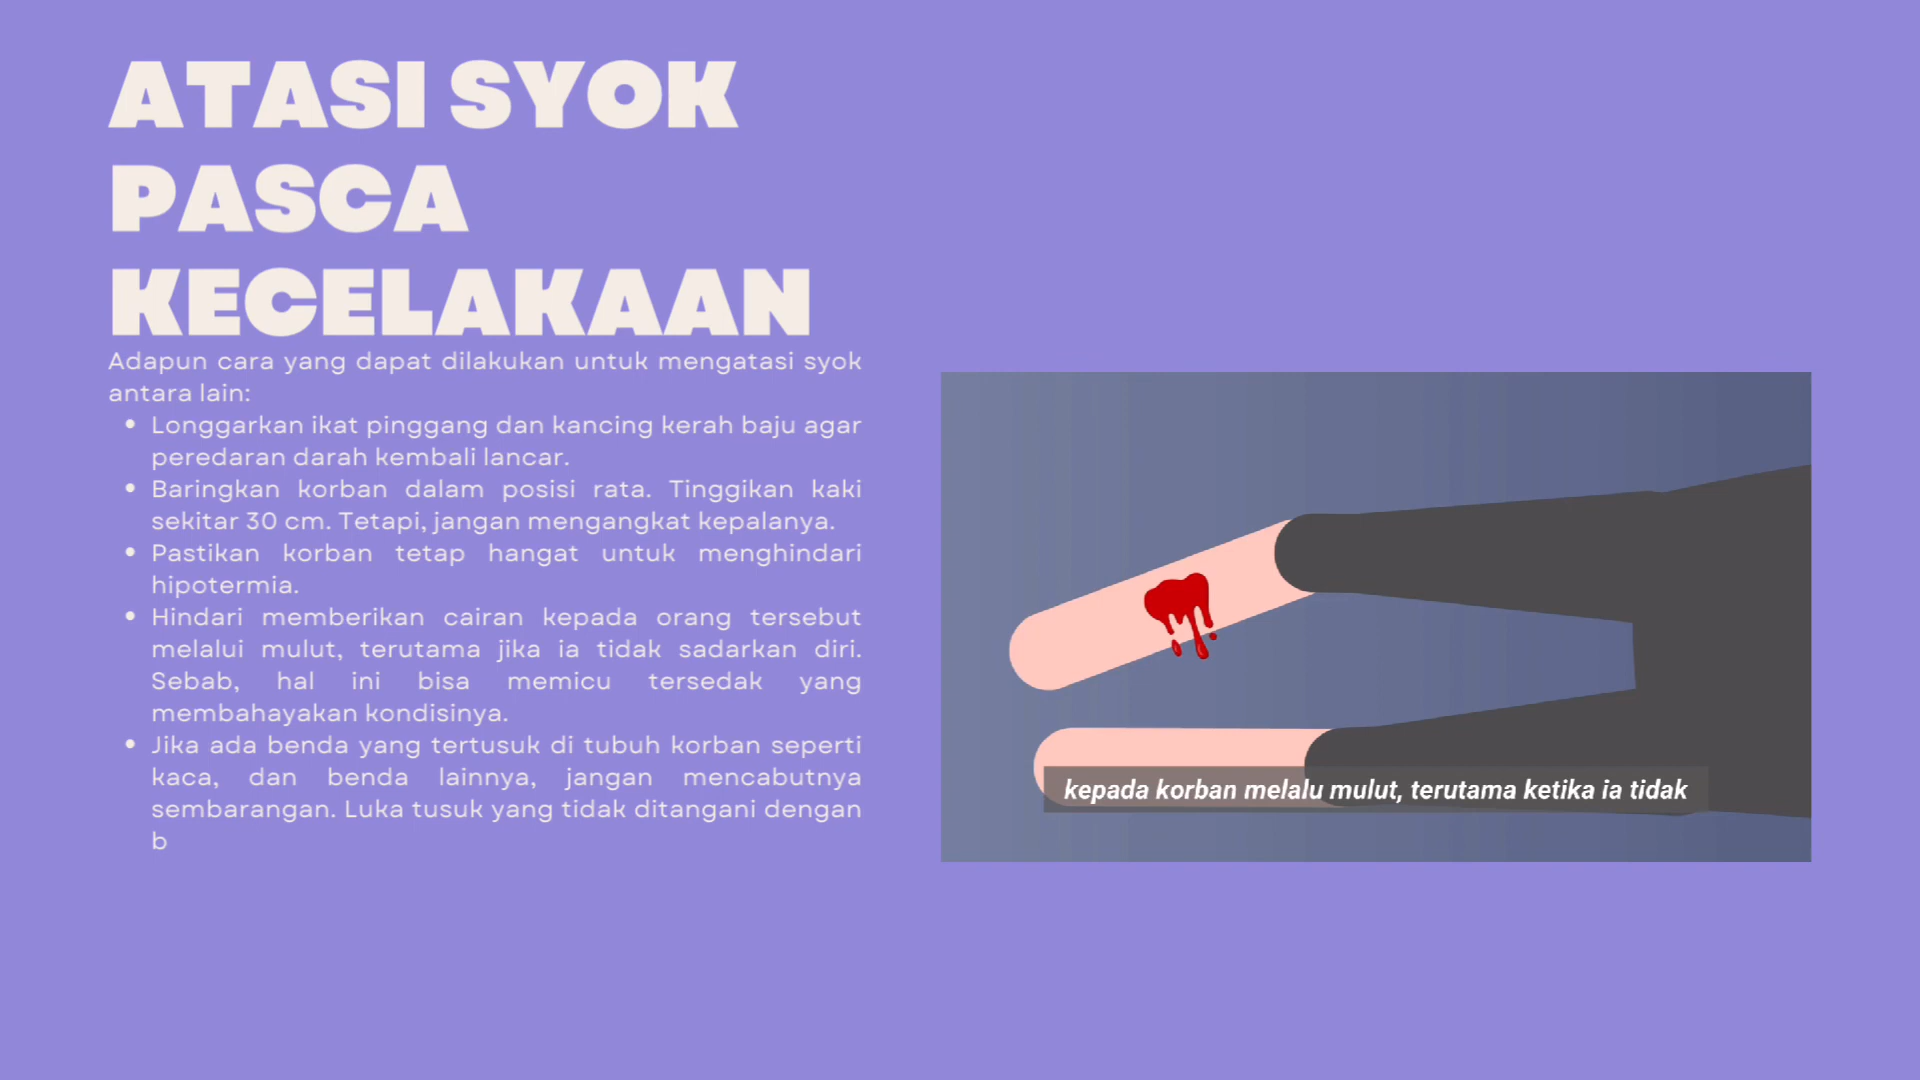 ATASI SYOK
PASCA
KECELAKAAN
Adapun cara yang dapat dilakukan untuk mengatasi syok
antara lain:
• Longgarkan ikat pinggang dan kancing kerah baju agar
peredaran darah kembali lancar.
• Baringkan korban dalam posisi rata. Tinggikan kaki
sekitar 30 cm. Tetapi, jangan mengangkat kepalanya.
• Pastikan korban tetap hangat untuk menghindari
hipotermia.
• Hindari memberikan cairan kepada orang tersebut
melalui mulut, terutama jika ia tidak sadarkan diri.
Sebab, hal ini bisa memicu tersedak yang
membahayakan kondisinya.
• Jika ada benda yang tertusuk di tubuh korban seperti
kaca, dan benda lainnya, jangan mencabutnya
sembarangan. Luka tusuk yang tidak ditangani dengan
b
kepada korban melalu mulut, terutama ketika ia tidak